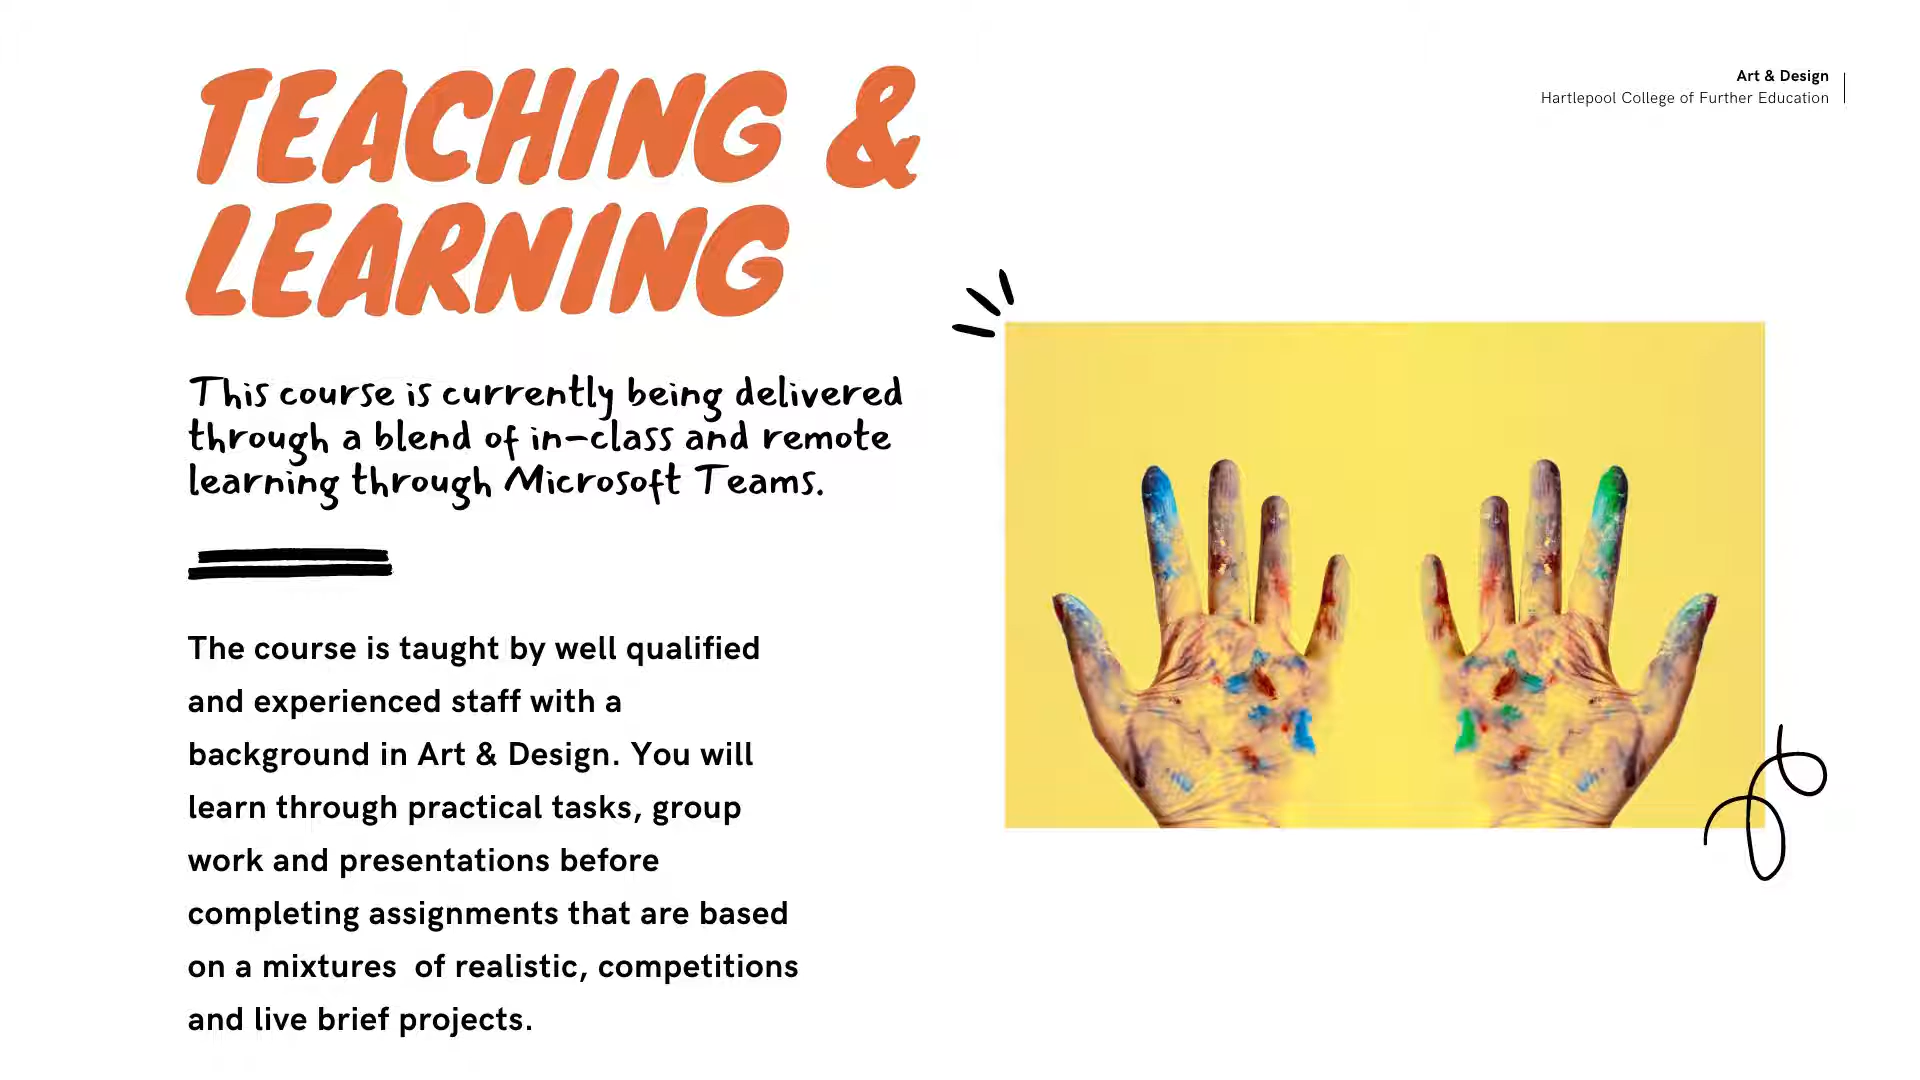 TEACHING &
LEARNING
Art & Design
Hartlepool College of Further Education
This course is currently being delivered
through a blend of in-class and remote
learning through Microsoft Teams.
The course is taught by well qualified
and experienced staff with a
background in Art & Design. You will
learn through practical tasks, group
work and presentations before
completing assignments that are based
on a mixtures  of realistic, competitions
and live brief projects.